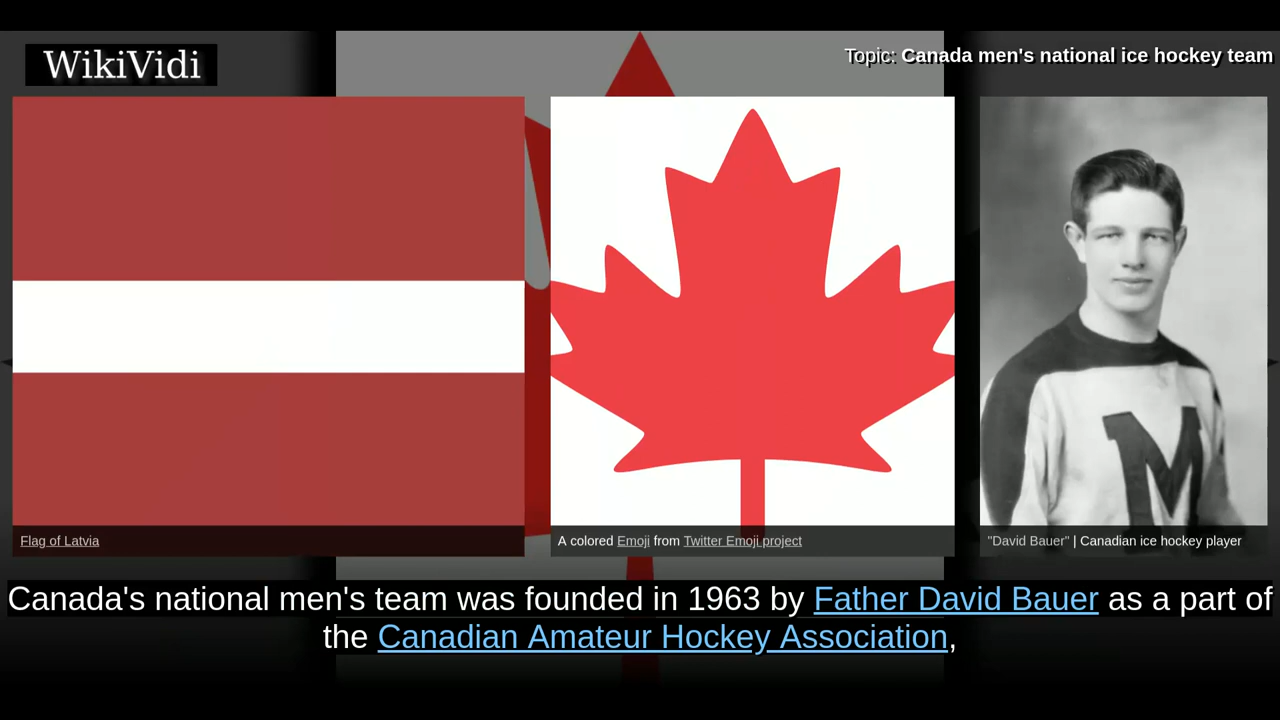 WikiVidi
Topic: Canada men's national ice hockey team
M
Flag of Latvia
A colored Emoji from Twitter Emoji project
"David Bauer" | Canadian ice hockey player
Canada's national men's team was founded in 1963 by Father David Bauer as a part of
the Canadian Amateur Hockey Association,